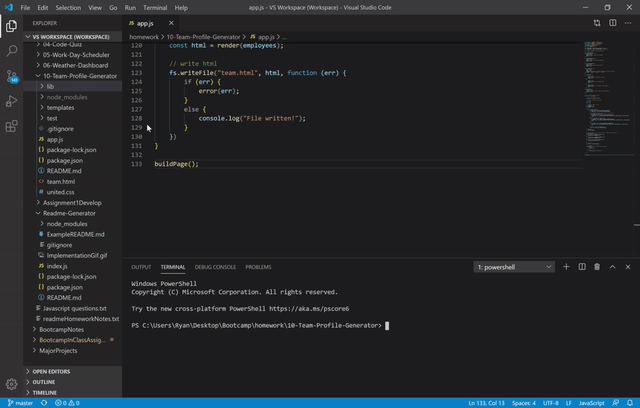 File Edit Selection View Go Run Terminal Help
app.js - VS Workspace (Workspace) - Visual Studio Code
EXPLORER
VS WORKSPACE (WORKSPACE)
04-Code-Quiz
05-Work-Day-Scheduler
06-Weather-Dashboard
10-Team-Profile-Generator
lib
node_modules
templates
test
.gitignore
JS app.js
{} package-lock.json
{} package.json
README.md
<> team.html
united.css
Assignment1Develop
Readme-Generator
node_modules
ExampleREADME.md
gitignore
ImplementationGif.gif
JS index.js
{} package-lock.json
{} package.json
README.md
Javascript questions.txt
readmeHomeworkNotes.txt
BootcampNotes
BootcampInClassAssig...
MajorProjects
OPEN EDITORS
OUTLINE
TIMELINE
JS app.js
homework > 10-Team-Profile-Generator > JS app.js > ...
120 const html = render(employees);
121
122 // write html
123 fs.writeFile("team.html", html, function (err) {
124 if (err) {
125 error(err);
126 }
127 else {
128 console.log("File written!");
129 }
130 })
131 }
132
133 buildPage();
OUTPUT TERMINAL DEBUG CONSOLE PROBLEMS
1: powershell
Windows PowerShell
Copyright (C) Microsoft Corporation. All rights reserved.
Try the new cross-platform PowerShell https://aka.ms/pscore6
PS C:\Users\Ryan\Desktop\Bootcamp\homework\10-Team-Profile-Generator>
master 0 0
Ln 133, Col 13 Spaces: 4 UTF-8 LF JavaScript